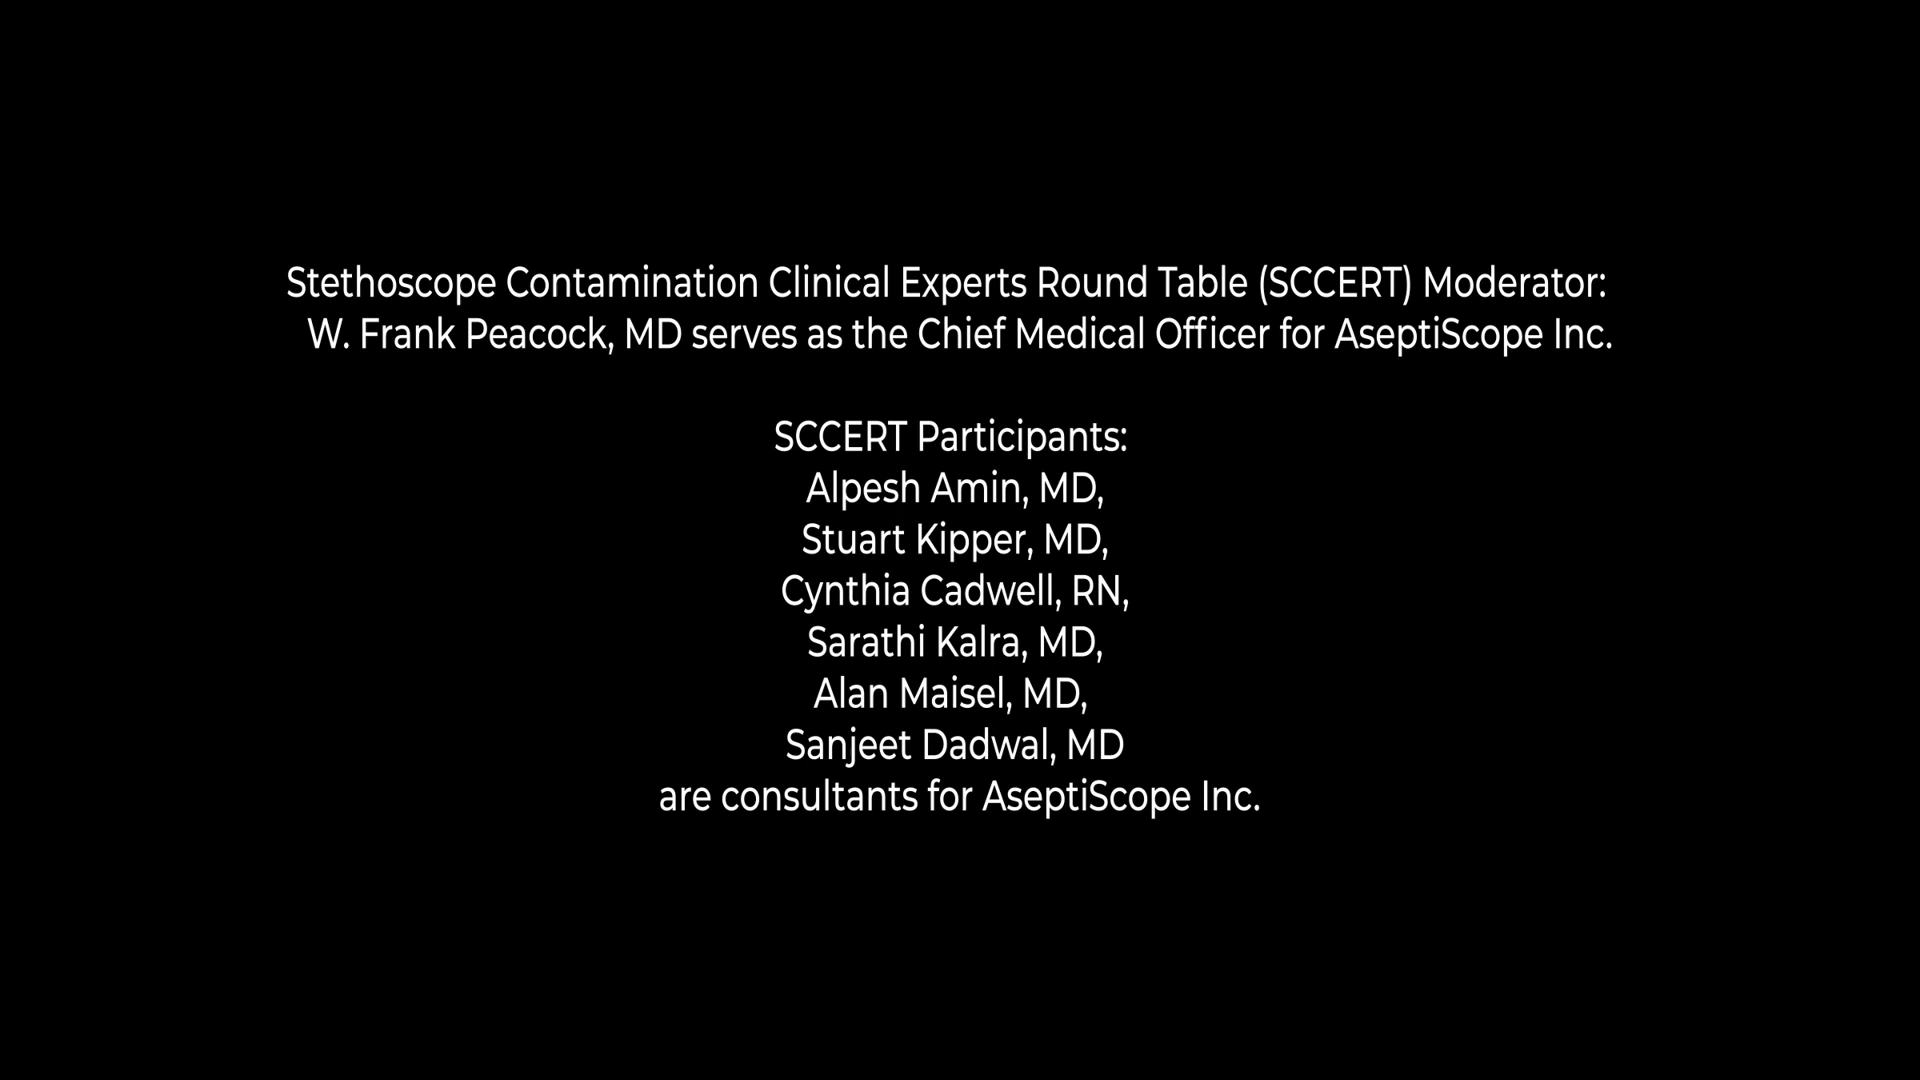 Stethoscope Contamination Clinical Experts Round Table (SCCERT) Moderator:
W. Frank Peacock, MD serves as the Chief Medical Officer for AseptiScope Inc.
SCCERT Participants:
Alpesh Amin, MD,
Stuart Kipper, MD,
Cynthia Cadwell, RN,
Sarathi Kalra, MD,
Alan Maisel, MD,
Sanjeet Dadwal, MD
are consultants for AseptiScope Inc.